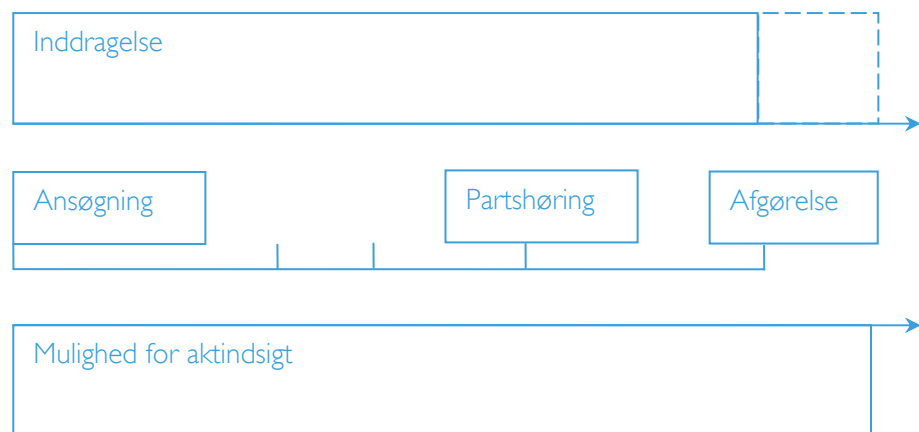 Inddragelse
Ansøgning
Partshøring
Afgørelse
Mulighed for aktindsigt